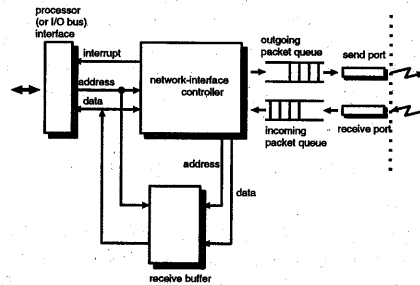 processor
(or I/O bus)
interface
interrupt
address
data
network-interface
controller
outgoing
packet queue
send port
incoming
packet queue
receive port
address
data
receive buffer